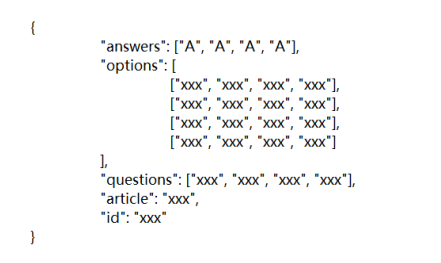 {
"answers": ["A", "A", "A", "A"],
"options": [
["xxx", "xxx", "xxx", "xxx"],
["xxx", "xxx", "xxx", "xxx"],
["xxx", "xxx", "xxx", "xxx"],
["xxx", "xxx", "xxx", "xxx"]
],
"questions": ["xxx", "xxx", "xxx", "xxx"],
"article": "xxx",
"id": "xxx"
}